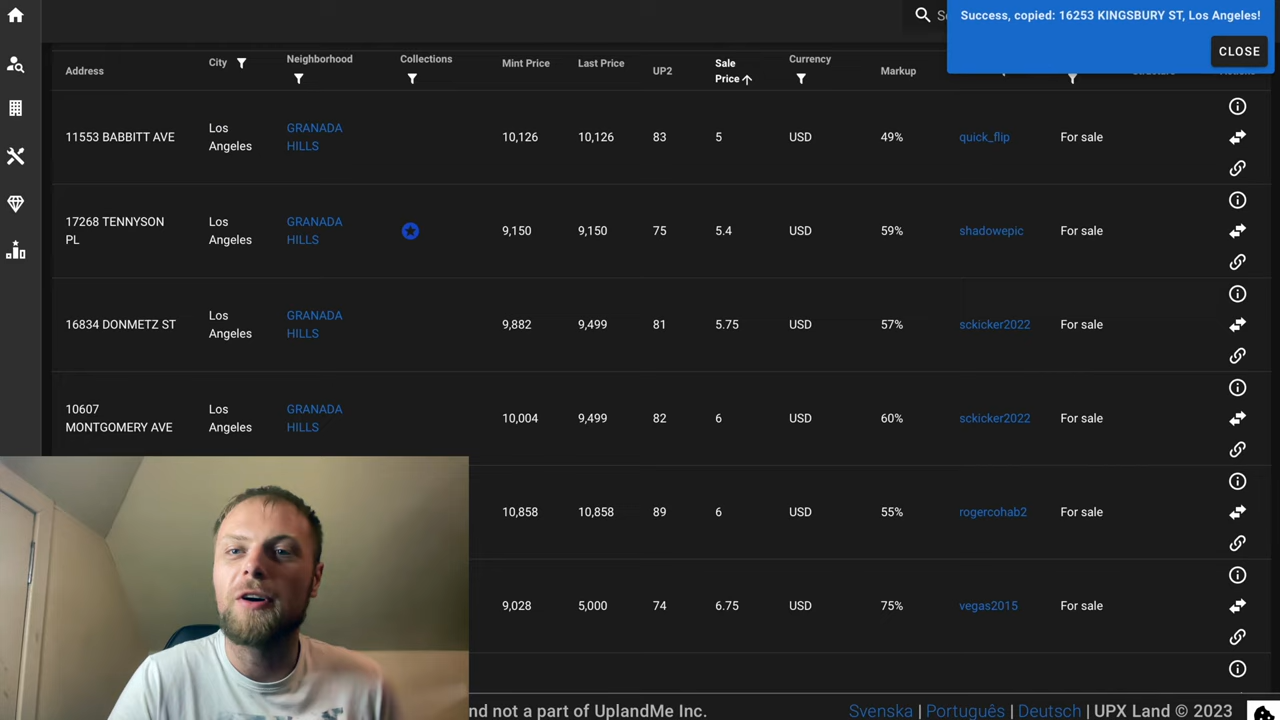 Success, copied: 16253 KINGSBURY ST, Los Angeles!
CLOSE
Address City Neighborhood Collections Mint Price Last Price UP2 Sale Price Currency Markup
11553 BABBITT AVE Los Angeles GRANADA HILLS 10,126 10,126 83 5 USD 49% quick_flip For sale
17268 TENNYSON PL Los Angeles GRANADA HILLS 9,150 9,150 75 5.4 USD 59% shadowepic For sale
16834 DONMETZ ST Los Angeles GRANADA HILLS 9,882 9,499 81 5.75 USD 57% sckicker2022 For sale
10607 MONTGOMERY AVE Los Angeles GRANADA HILLS 10,004 9,499 82 6 USD 60% sckicker2022 For sale
10,858 10,858 89 6 USD 55% rogercohab2 For sale
9,028 5,000 74 6.75 USD 75% vegas2015 For sale
nd not a part of UplandMe Inc. Svenska | Português | Deutsch | UPX Land © 2023